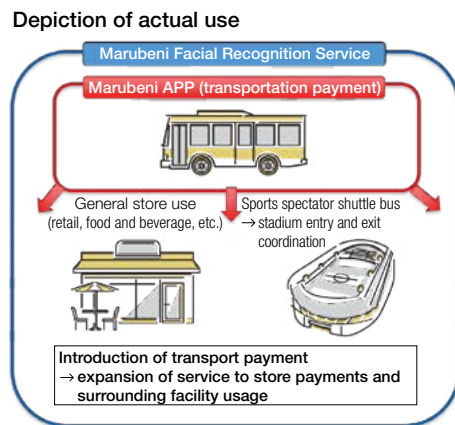 Depiction of actual use
Marubeni Facial Recognition Service
Marubeni APP (transportation payment)
General store use
(retail, food and beverage, etc.)
Sports spectator shuttle bus
→ stadium entry and exit
coordination
Introduction of transport payment
→ expansion of service to store payments and
surrounding facility usage